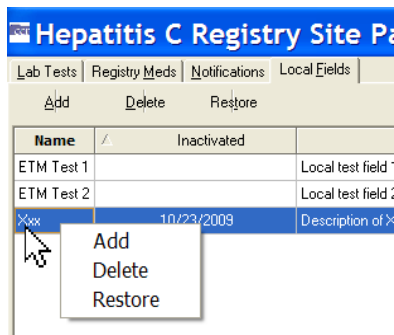 Hepatitis C Registry Site Pa
Lab Tests Registry Meds Notifications Local Fields
Add Delete Restore
Name Inactivated
ETM Test 1 Local test field 1
ETM Test 2 Local test field 2
Xxx 10/23/2009 Description of X
Add
Delete
Restore